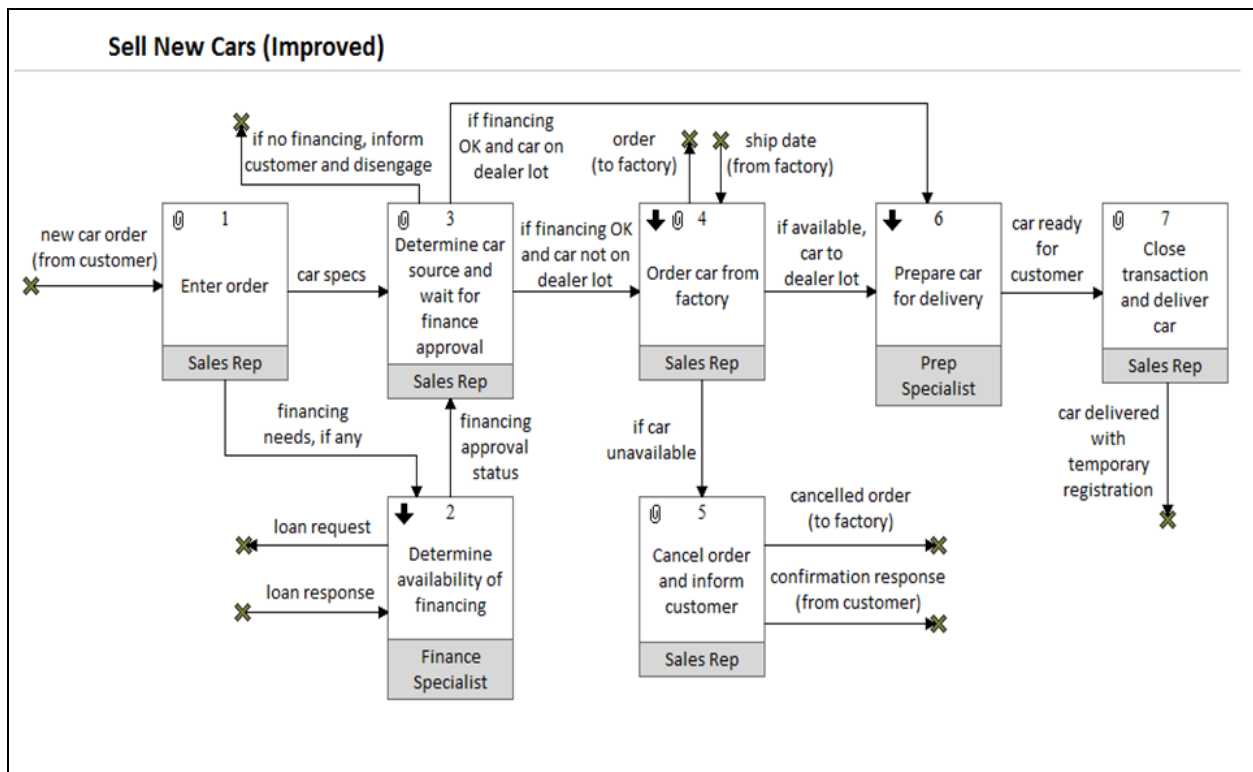 Sell New Cars (Improved)
if no financing, inform
customer and disengage
if financing
OK and car on
dealer lot
order
(to factory)
ship date
(from factory)
new car order
(from customer)
1
Enter order
Sales Rep
car specs
3
Determine car
source and
wait for
finance
approval
Sales Rep
if financing OK
and car not on
dealer lot
4
Order car from
factory
Sales Rep
if available,
car to
dealer lot
6
Prepare car
for delivery
Prep
Specialist
car ready
for
customer
7
Close
transaction
and deliver
car
Sales Rep
financing
needs, if any
financing
approval
status
if car
unavailable
car delivered
with
temporary
registration
loan request
loan response
2
Determine
availability of
financing
Finance
Specialist
5
Cancel order
and inform
customer
Sales Rep
cancelled order
(to factory)
confirmation response
(from customer)